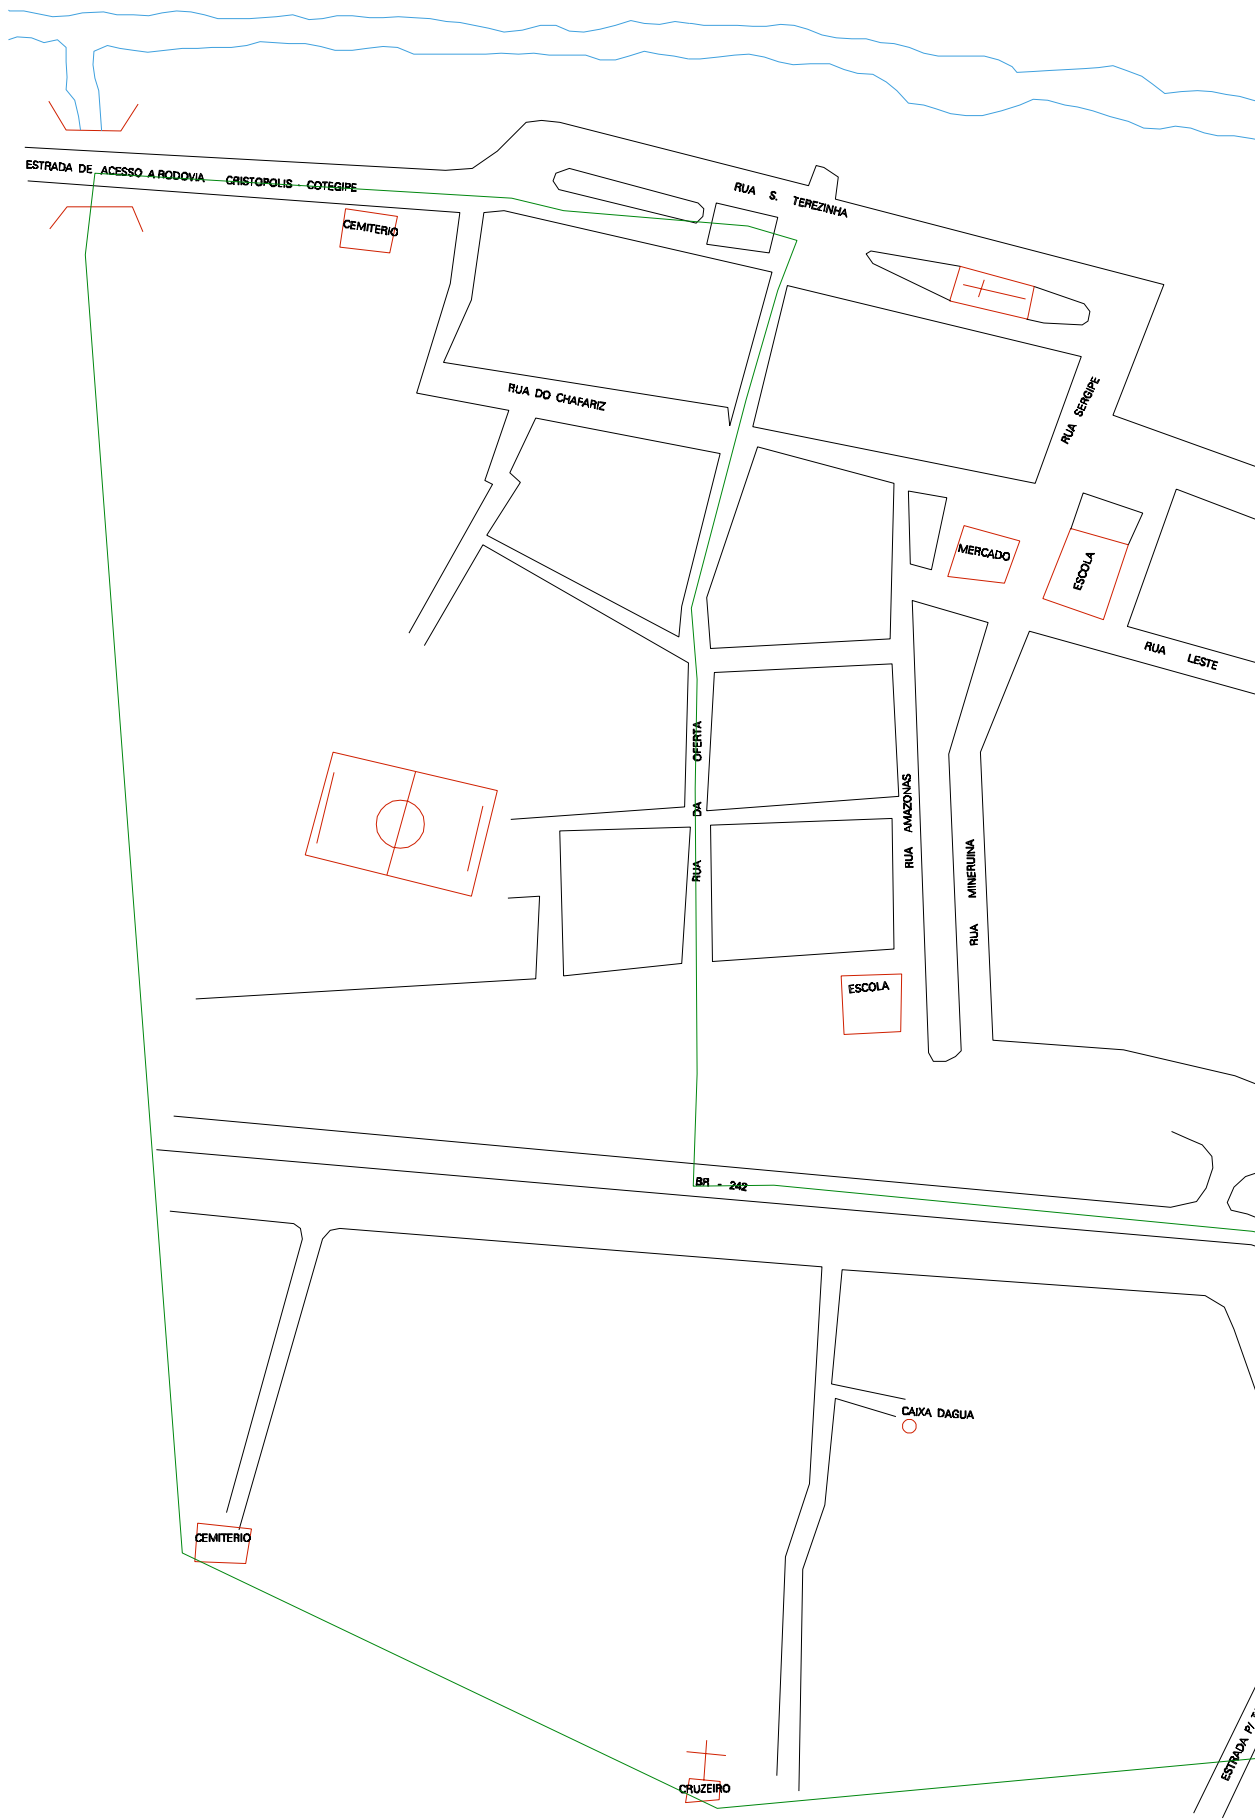 ESTRADA DE ACESSO A RODOVIA CRISTOPOLIS - COTEGIPE
RUA S. TEREZINHA
CEMITERIO
RUA DO CHAFARIZ
RUA SERGIPE
MERCADO
ESCOLA
RUA LESTE
RUA DA OFERTA
RUA AMAZONAS
RUA MINERUINA
ESCOLA
BR - 242
CAIXA DAGUA
CEMITERIO
ESTRADA P/
CRUZEIRO